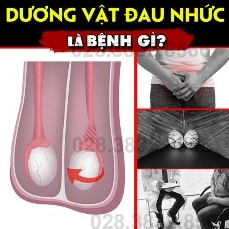 DƯƠNG VẬT ĐAU NHỨC
LÀ BỆNH GÌ?